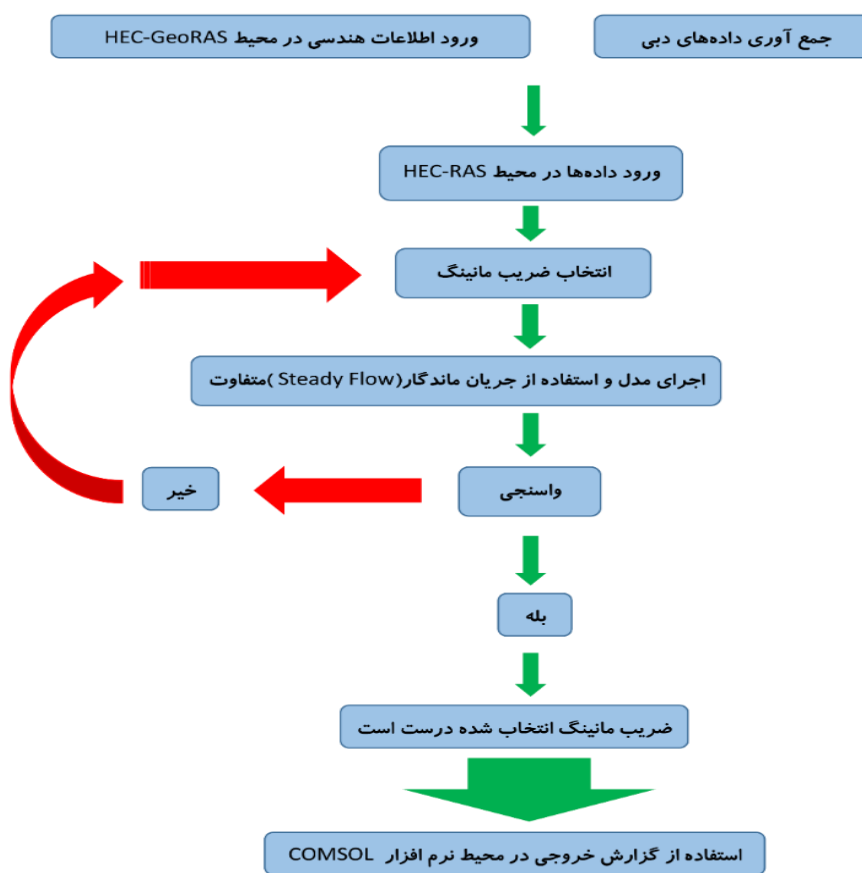 جمع آوری داده‌های دبی
ورود اطلاعات هندسی در محیط HEC-GeoRAS
ورود داده‌ها در محیط HEC-RAS
انتخاب ضریب مانینگ
اجرای مدل و استفاده از جریان ماندگار(Steady Flow )متفاوت
واسنجی
خیر
بله
ضریب مانینگ انتخاب شده درست است
استفاده از گزارش خروجی در محیط نرم افزار COMSOL